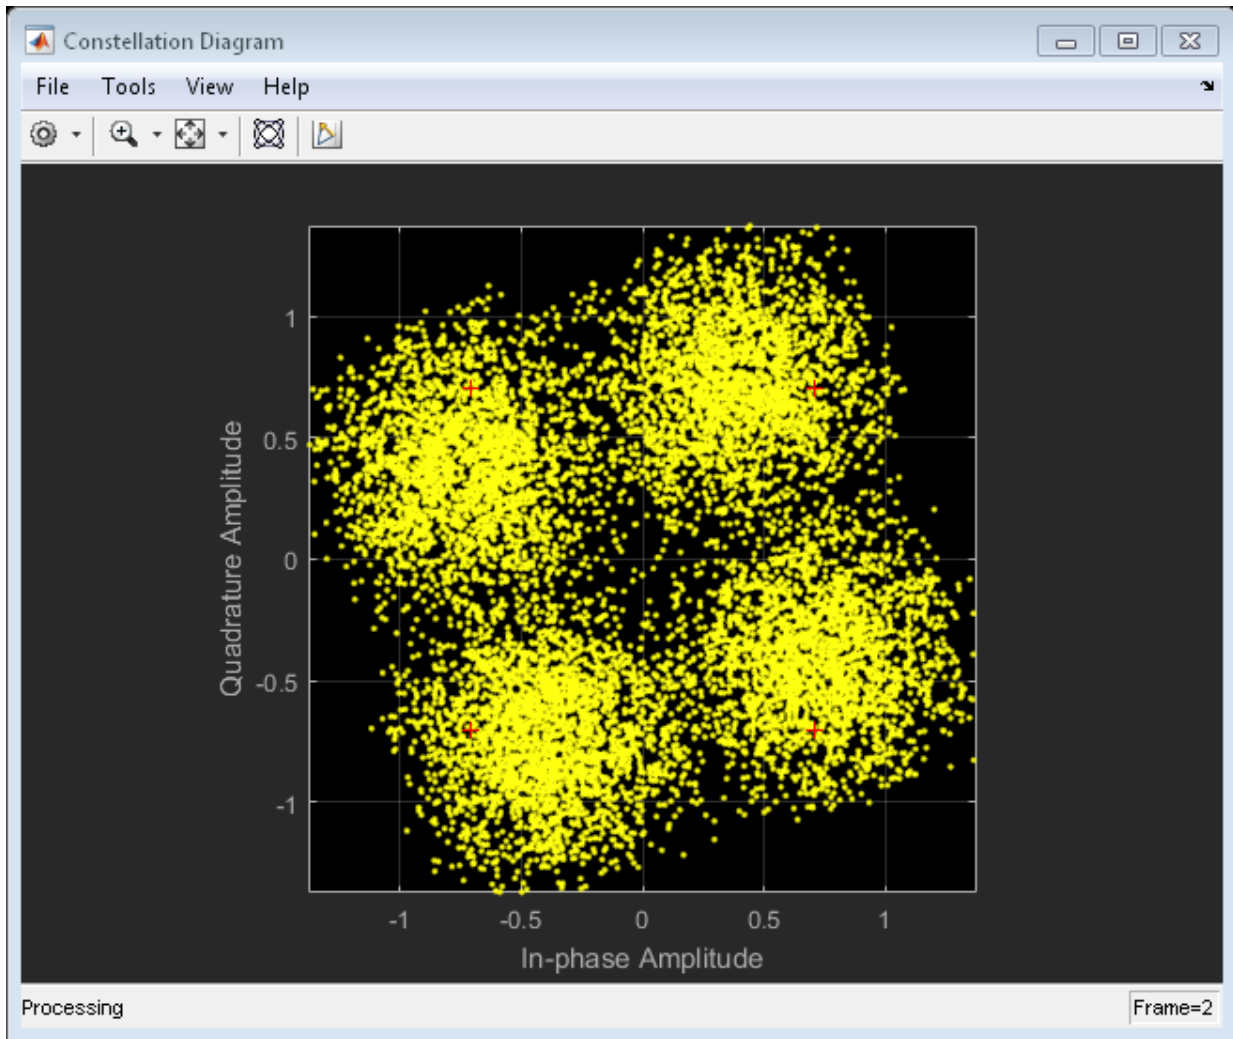 Constellation Diagram
File Tools View Help
1
0.5
0
-0.5
-1
Quadrature Amplitude
-1 -0.5 0 0.5 1
In-phase Amplitude
Processing
Frame=2